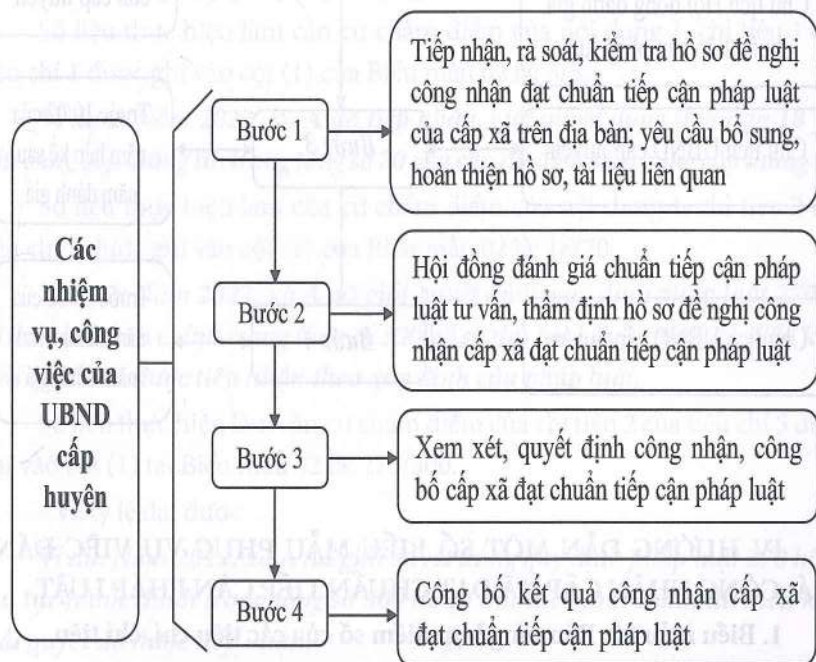 Các
nhiệm
vụ, công
việc của
UBND
cấp
huyện
Bước 1
Tiếp nhận, rà soát, kiểm tra hồ sơ đề nghị
công nhận đạt chuẩn tiếp cận pháp luật
của cấp xã trên địa bàn; yêu cầu bổ sung,
hoàn thiện hồ sơ, tài liệu liên quan
Bước 2
Hội đồng đánh giá chuẩn tiếp cận pháp
luật tư vấn, thẩm định hồ sơ đề nghị công
nhận cấp xã đạt chuẩn tiếp cận pháp luật
Bước 3
Xem xét, quyết định công nhận, công
bố cấp xã đạt chuẩn tiếp cận pháp luật
Bước 4
Công bố kết quả công nhận cấp xã
đạt chuẩn tiếp cận pháp luật